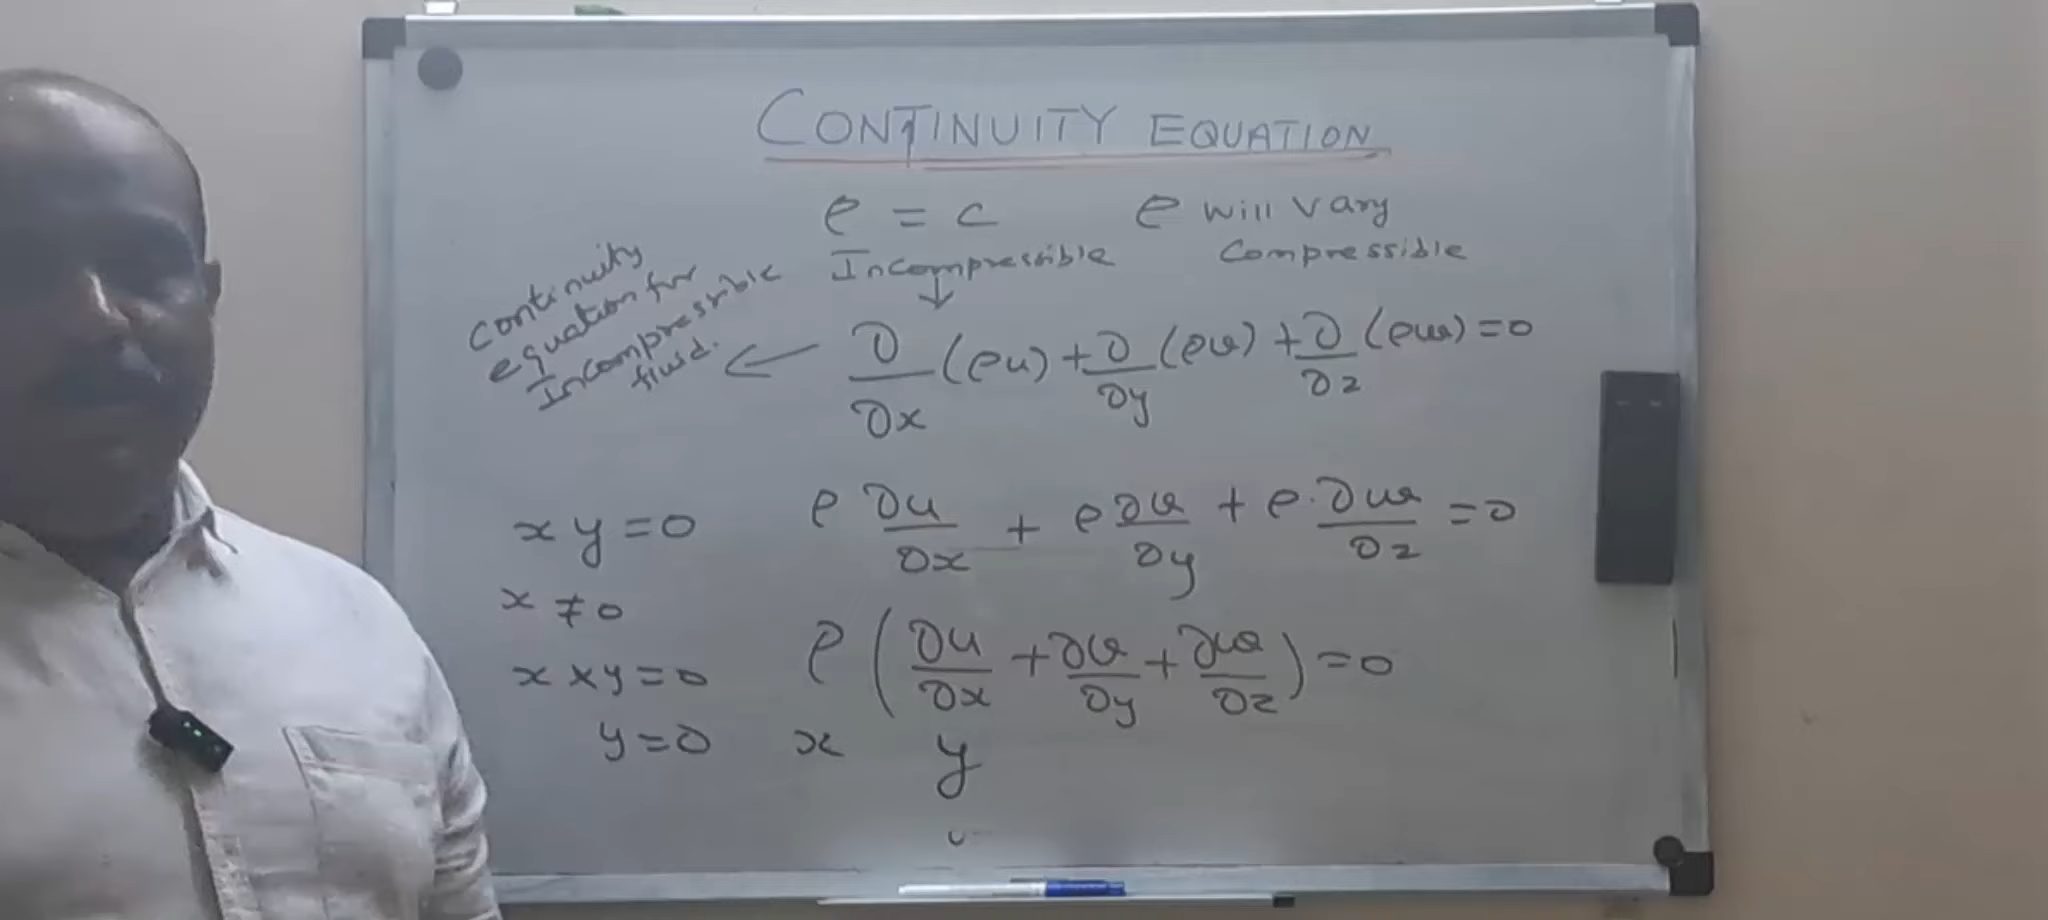 CONTINUITY EQUATION
ρ = c ρ will vary
Incompressible Compressible
↓
continuity
equation for
Incompressible
fluid.
← ∂/∂x (ρu) + ∂/∂y (ρv) + ∂/∂z (ρw) = 0
xy = 0
x ≠ 0
x × y = 0
y = 0
ρ ∂u/∂x + ρ ∂v/∂y + ρ · ∂w/∂z = 0
ρ (∂u/∂x + ∂v/∂y + ∂w/∂z) = 0
x y